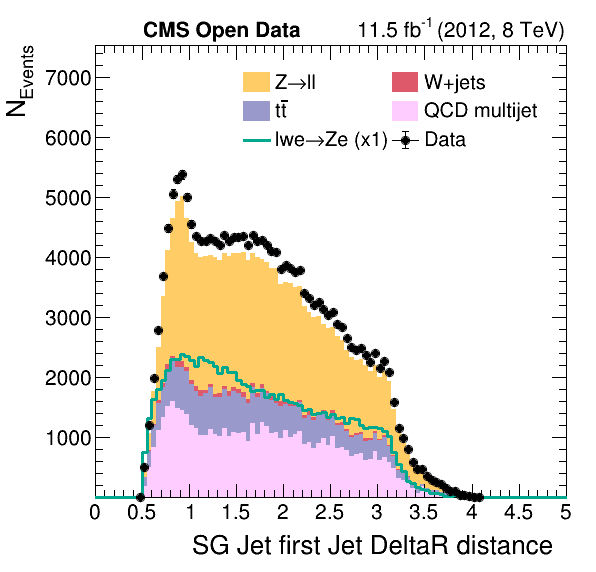 CMS Open Data 11.5 fb⁻¹ (2012, 8 TeV)
N_Events
7000
6000
5000
4000
3000
2000
1000
Z→ll W+jets
tt̄ QCD multijet
lwe→Ze (x1) Data
0 0.5 1 1.5 2 2.5 3 3.5 4 4.5 5
SG Jet first Jet DeltaR distance